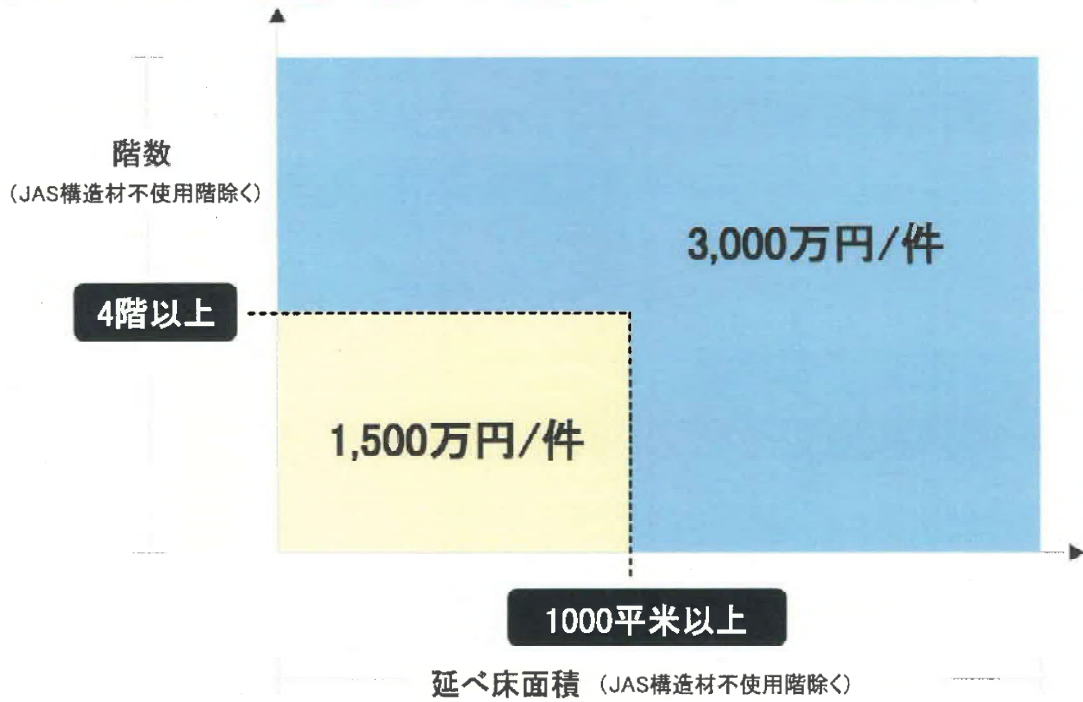 階数
（JAS構造材不使用階除く）
3,000万円/件
4階以上
1,500万円/件
1000平米以上
延べ床面積 （JAS構造材不使用階除く）